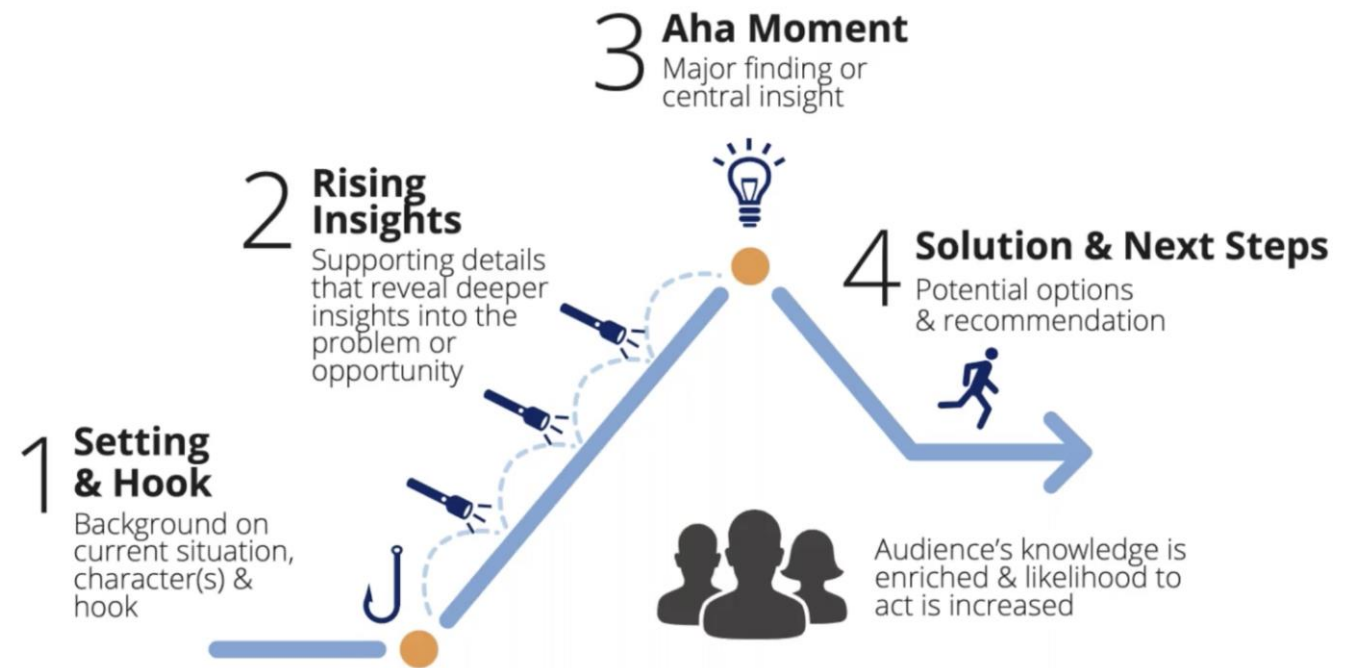 1
Setting
& Hook
Background on
current situation,
character(s) &
hook
2
Rising
Insights
Supporting details
that reveal deeper
insights into the
problem or
opportunity
3
Aha Moment
Major finding or
central insight
4
Solution & Next Steps
Potential options
& recommendation
Audience's knowledge is
enriched & likelihood to
act is increased